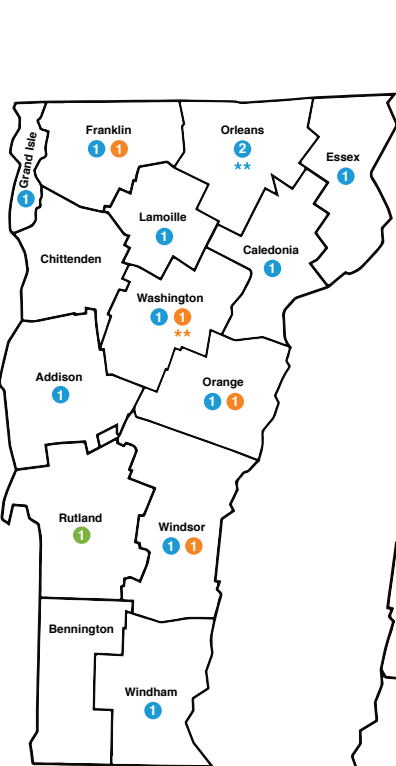 Franklin
1 1
Orleans
2
**
Essex
1
Grand Isle
1
Lamoille
1
Chittenden
Caledonia
1
Washington
1 1
**
Addison
1
Orange
1 1
Rutland
1
Windsor
1 1
Bennington
Windham
1